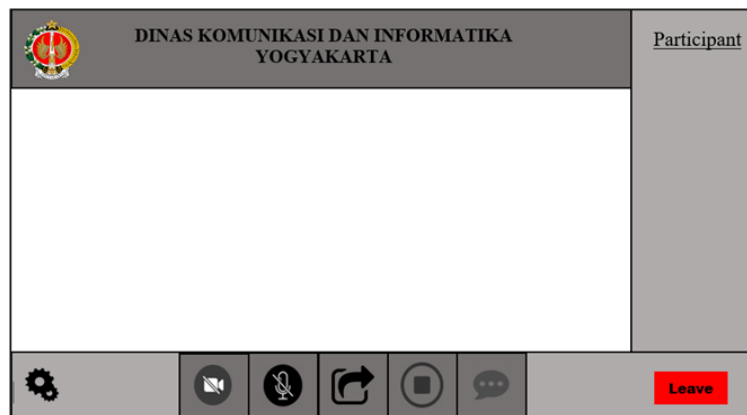 DINAS KOMUNIKASI DAN INFORMATIKA
YOGYAKARTA
Participant
Leave